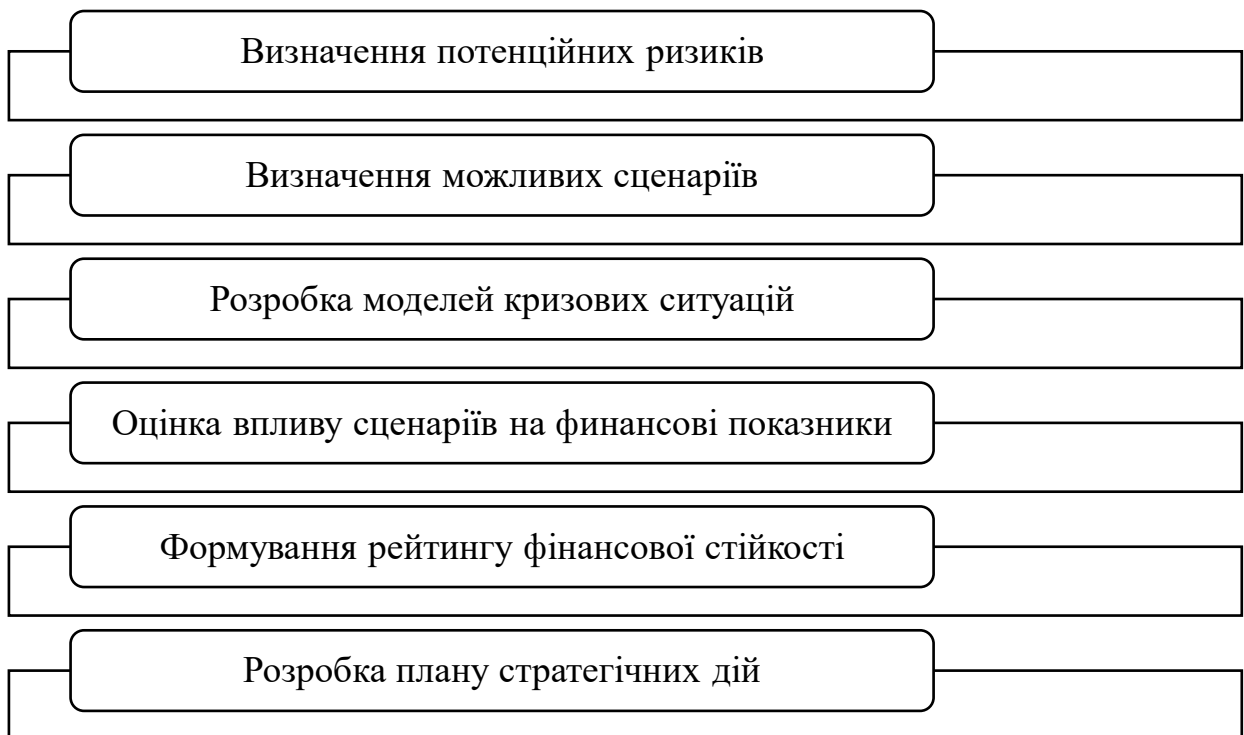 Визначення потенційних ризиків
Визначення можливих сценаріїв
Розробка моделей кризових ситуацій
Оцінка впливу сценаріїв на финансові показники
Формування рейтингу фінансової стійкості
Розробка плану стратегічних дій